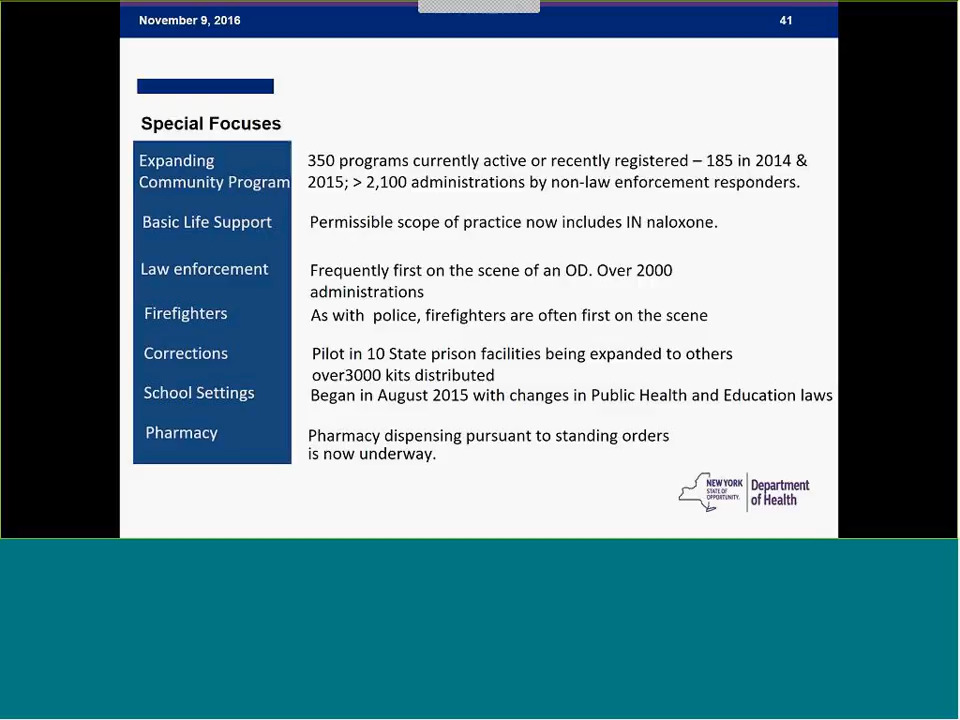 November 9, 2016 41
Special Focuses
Expanding
Community Program
350 programs currently active or recently registered – 185 in 2014 &
2015; > 2,100 administrations by non-law enforcement responders.
Basic Life Support
Permissible scope of practice now includes IN naloxone.
Law enforcement
Frequently first on the scene of an OD. Over 2000
administrations
Firefighters
As with  police, firefighters are often first on the scene
Corrections
Pilot in 10 State prison facilities being expanded to others
over3000 kits distributed
School Settings
Began in August 2015 with changes in Public Health and Education laws
Pharmacy
Pharmacy dispensing pursuant to standing orders
is now underway.
NEW YORK
STATE OF
OPPORTUNITY.
Department
of Health